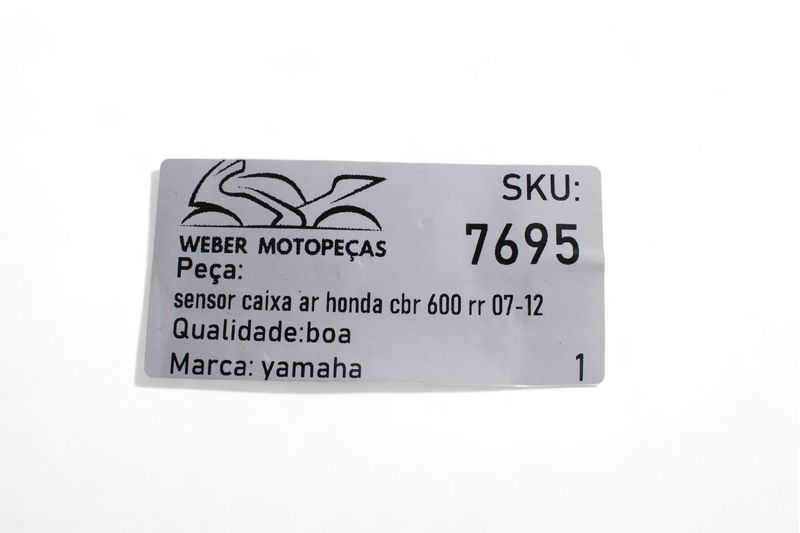 WEBER MOTOPEÇAS
SKU:
7695
Peça:
sensor caixa ar honda cbr 600 rr 07-12
Qualidade:boa
Marca: yamaha
1